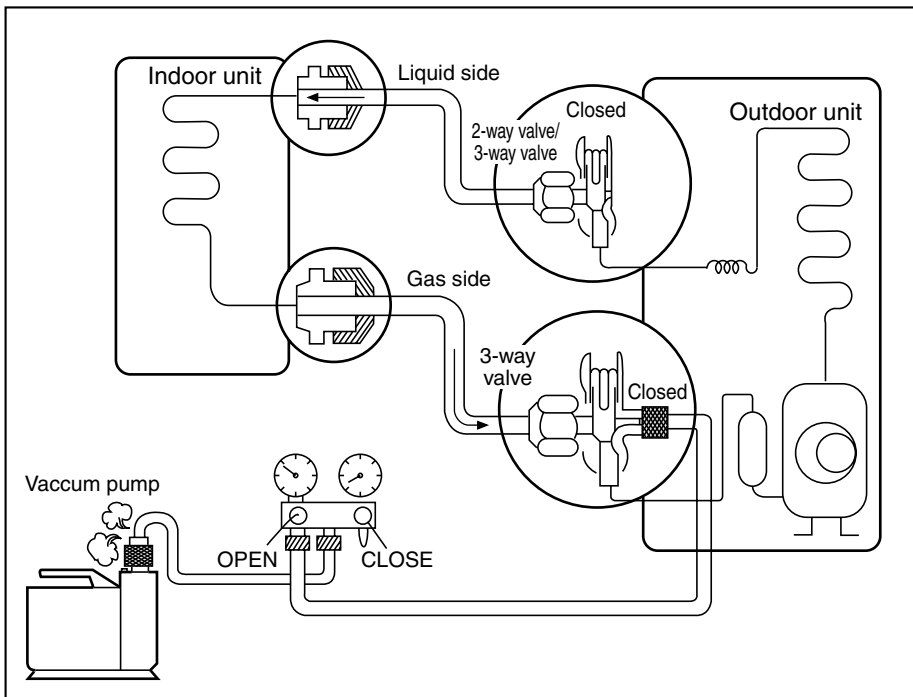 Indoor unit
Liquid side
Closed
2-way valve/
3-way valve
Outdoor unit
Gas side
3-way
valve
Closed
Vaccum pump
OPEN
CLOSE